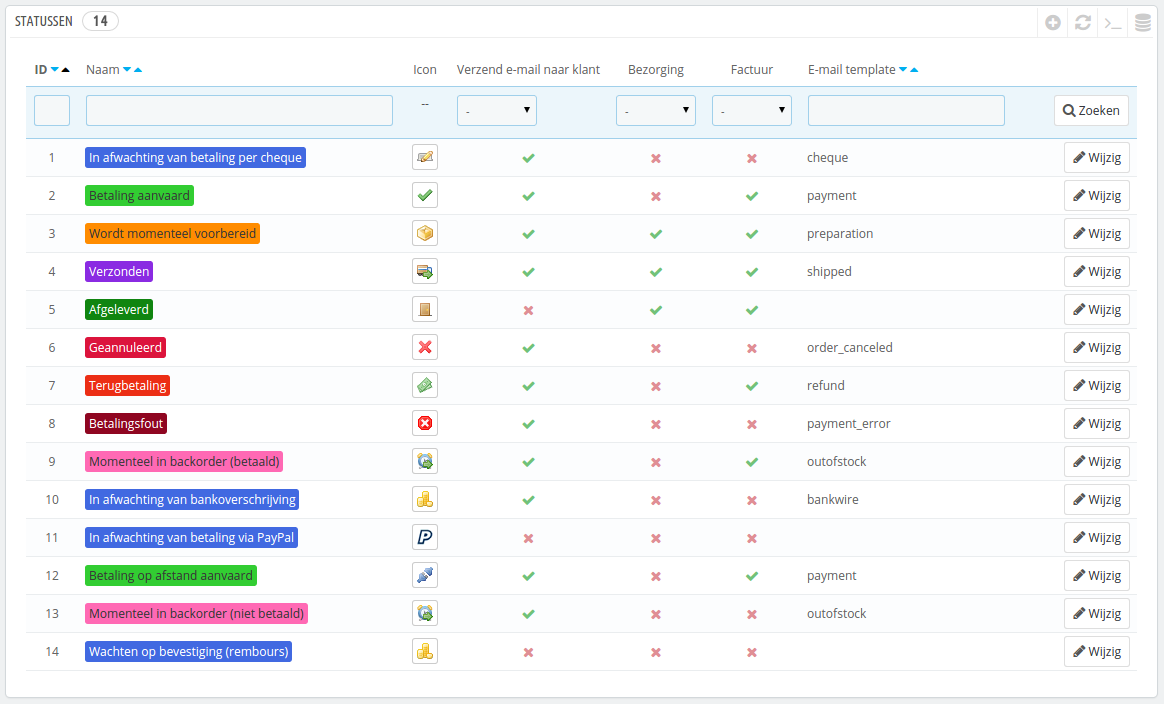 STATUSSEN 14
ID Naam Icon Verzend e-mail naar klant Bezorging Factuur E-mail template
-- - - - Zoeken
1 In afwachting van betaling per cheque cheque Wijzig
2 Betaling aanvaard payment Wijzig
3 Wordt momenteel voorbereid preparation Wijzig
4 Verzonden shipped Wijzig
5 Afgeleverd Wijzig
6 Geannuleerd order_canceled Wijzig
7 Terugbetaling refund Wijzig
8 Betalingsfout payment_error Wijzig
9 Momenteel in backorder (betaald) outofstock Wijzig
10 In afwachting van bankoverschrijving bankwire Wijzig
11 In afwachting van betaling via PayPal Wijzig
12 Betaling op afstand aanvaard payment Wijzig
13 Momenteel in backorder (niet betaald) outofstock Wijzig
14 Wachten op bevestiging (rembours) Wijzig